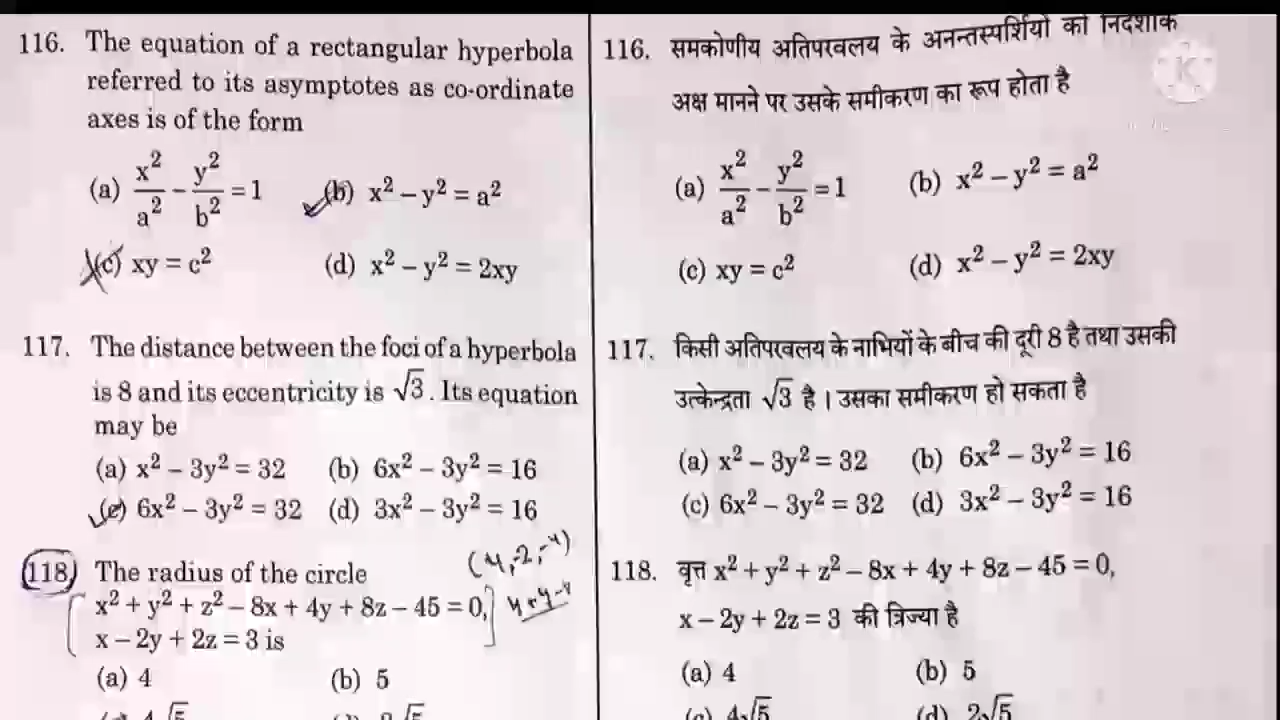 116. The equation of a rectangular hyperbola
referred to its asymptotes as co-ordinate
axes is of the form
(a) x²/a² − y²/b² = 1 (b) x² − y² = a²
(c) xy = c² (d) x² − y² = 2xy
117. The distance between the foci of a hyperbola
is 8 and its eccentricity is √3. Its equation
may be
(a) x² − 3y² = 32 (b) 6x² − 3y² = 16
(c) 6x² − 3y² = 32 (d) 3x² − 3y² = 16
(4,-2,-4)
118 The radius of the circle
x² + y² + z² − 8x + 4y + 8z − 45 = 0,
x − 2y + 2z = 3 is
(a) 4 (b) 5
116. समकोणीय अतिपरवलय के अनन्तस्पर्शियों को निर्देशांक
अक्ष मानने पर उसके समीकरण का रूप होता है
(a) x²/a² − y²/b² = 1 (b) x² − y² = a²
(c) xy = c² (d) x² − y² = 2xy
117. किसी अतिपरवलय के नाभियों के बीच की दूरी 8 है तथा उसकी
उत्केन्द्रता √3 है । उसका समीकरण हो सकता है
(a) x² − 3y² = 32 (b) 6x² − 3y² = 16
(c) 6x² − 3y² = 32 (d) 3x² − 3y² = 16
118. वृत्त x² + y² + z² − 8x + 4y + 8z − 45 = 0,
x − 2y + 2z = 3 की त्रिज्या है
(a) 4 (b) 5
(c) 4√5 (d) 2√5
K